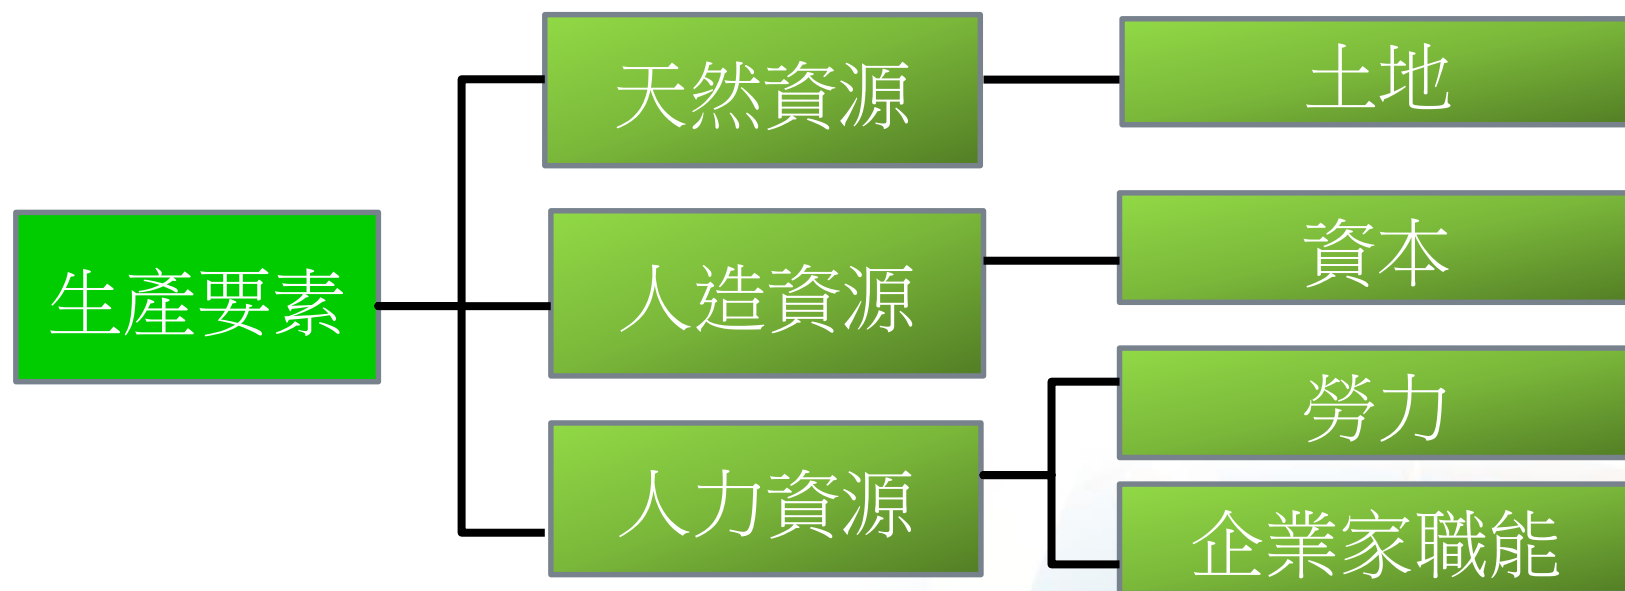 生產要素
天然資源
土地
人造資源
資本
人力資源
勞力
企業家職能